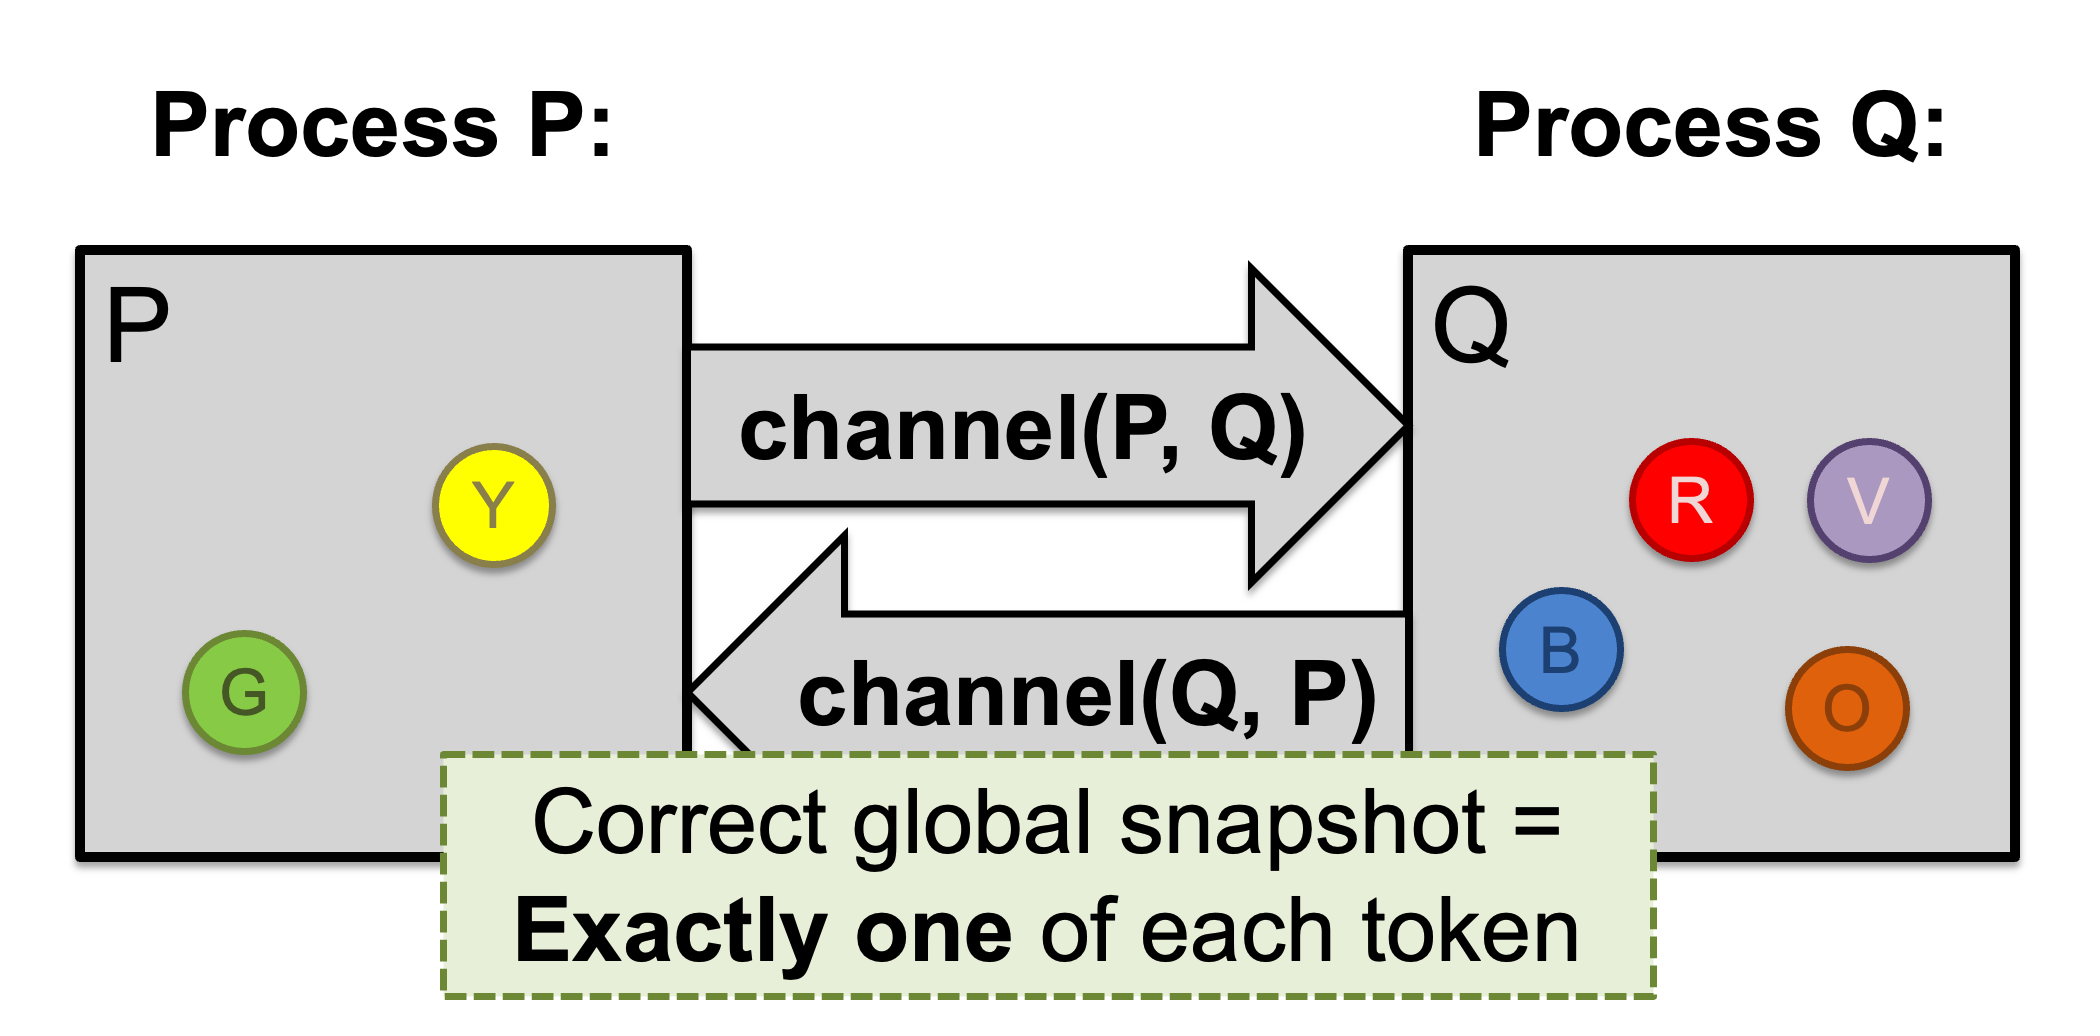 Process P:
Process Q:
P
Q
channel(P, Q)
Y
R
V
B
G
channel(Q, P)
O
Correct global snapshot =
Exactly one of each token